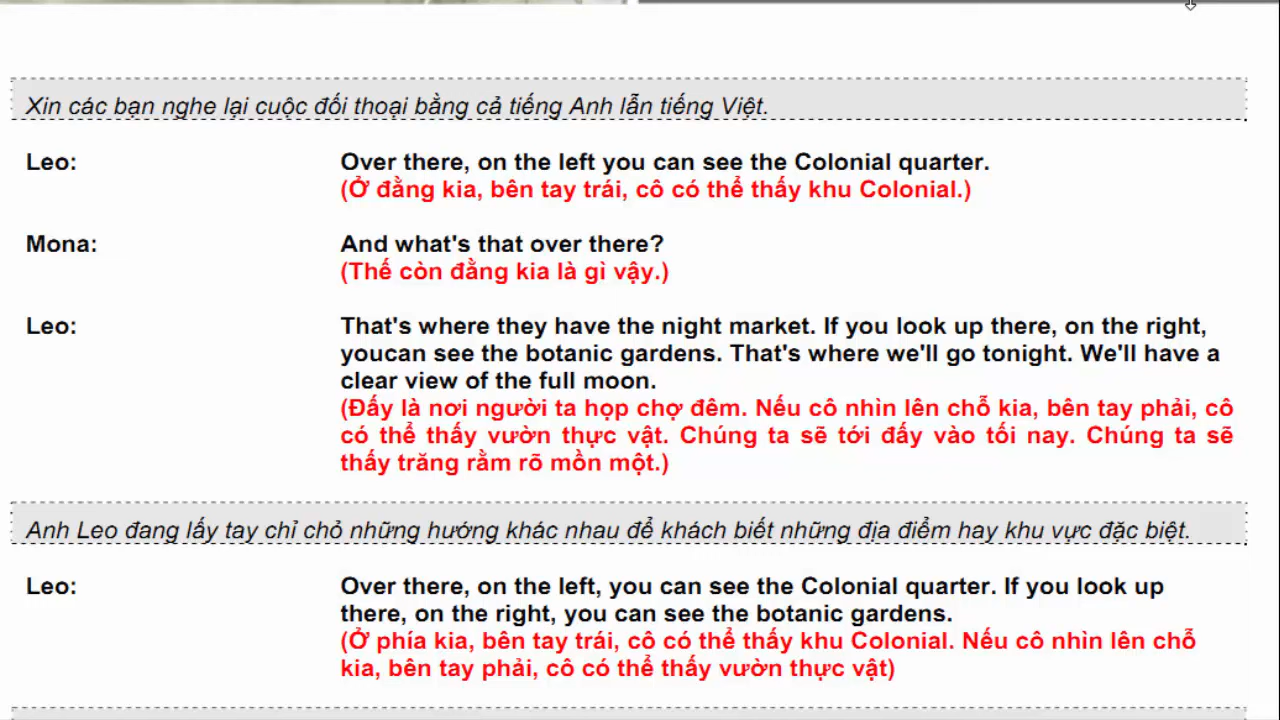 Xin các bạn nghe lại cuộc đối thoại bằng cả tiếng Anh lẫn tiếng Việt.
Leo: Over there, on the left you can see the Colonial quarter.
(Ở đằng kia, bên tay trái, cô có thể thấy khu Colonial.)
Mona: And what's that over there?
(Thế còn đằng kia là gì vậy.)
Leo: That's where they have the night market. If you look up there, on the right,
youcan see the botanic gardens. That's where we'll go tonight. We'll have a
clear view of the full moon.
(Đấy là nơi người ta họp chợ đêm. Nếu cô nhìn lên chỗ kia, bên tay phải, cô
có thể thấy vườn thực vật. Chúng ta sẽ tới đấy vào tối nay. Chúng ta sẽ
thấy trăng rằm rõ mồn một.)
Anh Leo đang lấy tay chỉ chỏ những hướng khác nhau để khách biết những địa điểm hay khu vực đặc biệt.
Leo: Over there, on the left, you can see the Colonial quarter. If you look up
there, on the right, you can see the botanic gardens.
(Ở phía kia, bên tay trái, cô có thể thấy khu Colonial. Nếu cô nhìn lên chỗ
kia, bên tay phải, cô có thể thấy vườn thực vật)